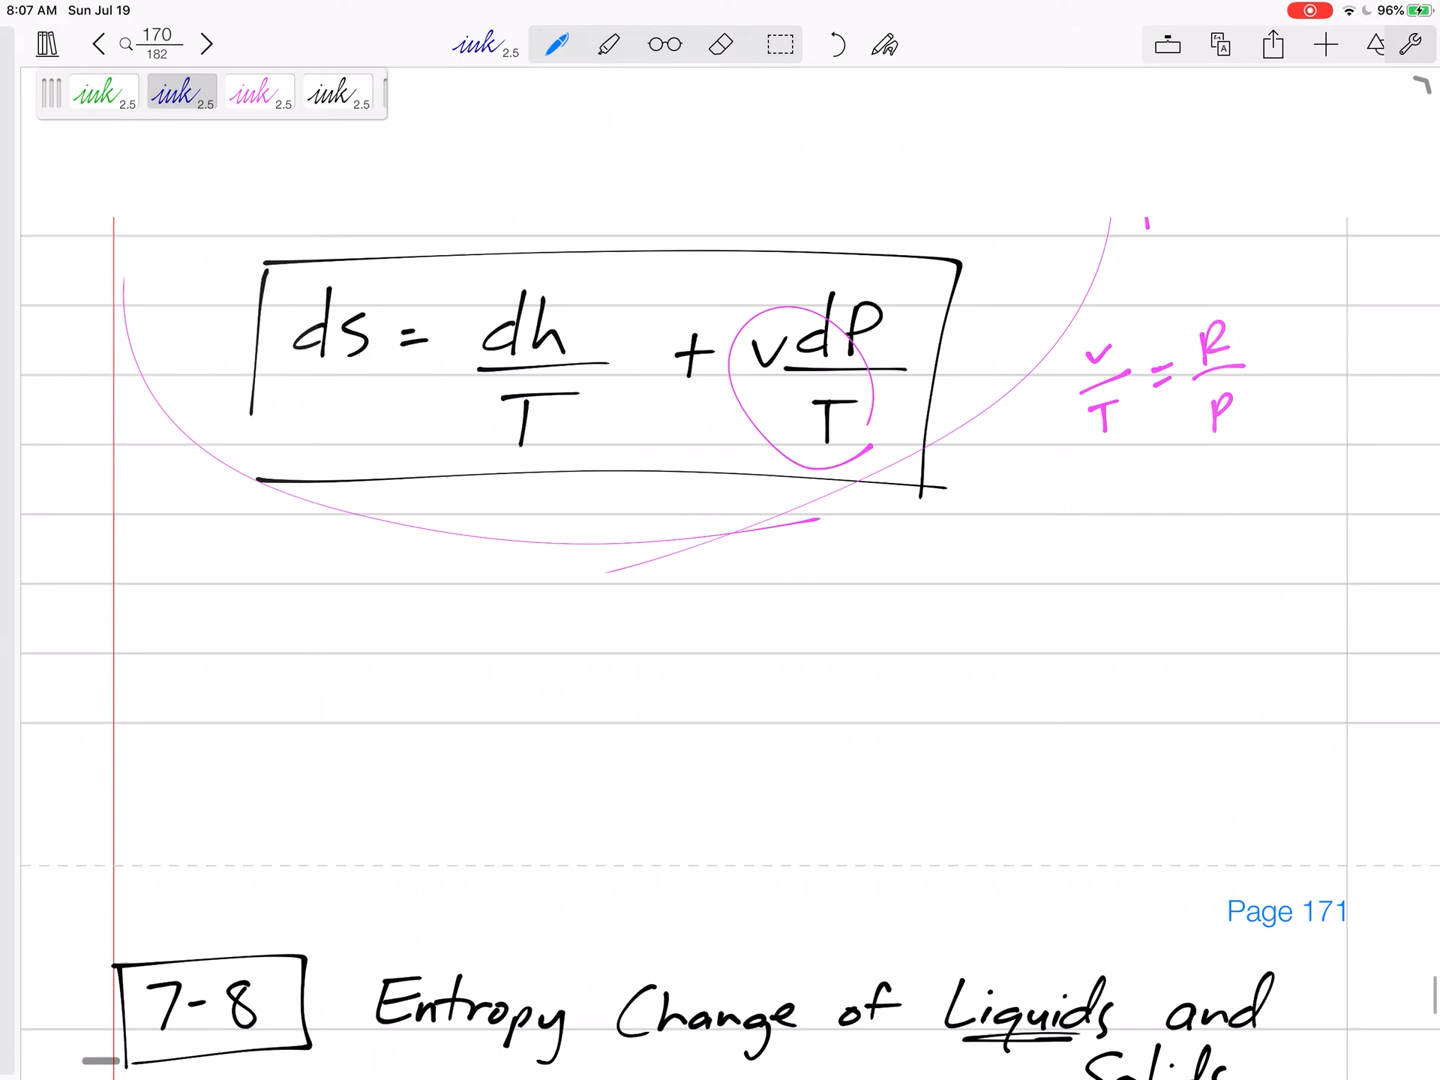 8:07 AM Sun Jul 19
96%
170
182
ink 2.5
ink 2.5
ink 2.5
ink 2.5
ink 2.5
ds = dh/T + vdP/T
v/T = R/P
Page 171
7-8 Entropy Change of Liquids and
Solids